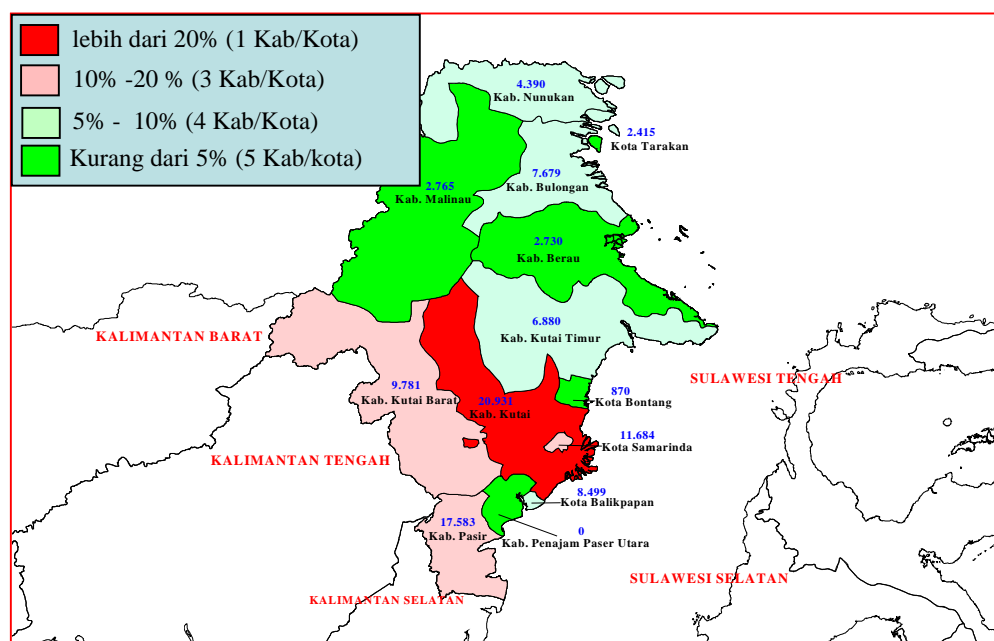 lebih dari 20% (1 Kab/Kota)
10% -20 % (3 Kab/Kota)
5% - 10% (4 Kab/Kota)
Kurang dari 5% (5 Kab/kota)
4.390
Kab. Nunukan
2.415
Kota Tarakan
7.679
Kab. Bulongan
2.765
Kab. Malinau
2.730
Kab. Berau
6.880
Kab. Kutai Timur
KALIMANTAN BARAT
SULAWESI TENGAH
9.781
Kab. Kutai Barat
20.931
Kab. Kutai
870
Kota Bontang
11.684
Kota Samarinda
KALIMANTAN TENGAH
8.499
Kota Balikpapan
17.583
Kab. Pasir
0
Kab. Penajam Paser Utara
SULAWESI SELATAN
KALIMANTAN SELATAN